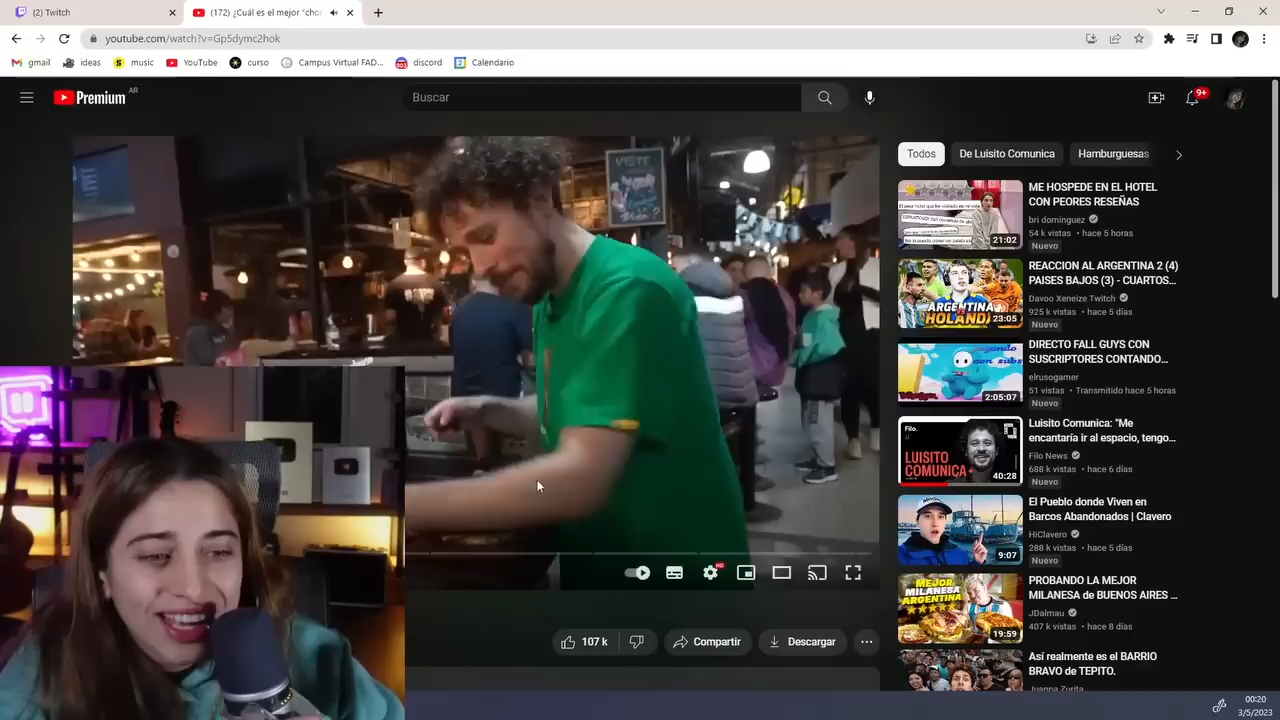 (2) Twitch
(172) ¿Cuál es el mejor "cho
youtube.com/watch?v=Gp5dymc2hok
gmail
ideas
music
YouTube
curso
Campus Virtual FAD...
discord
Calendario
Premium AR
Buscar
9+
VISTE
Todos
De Luisito Comunica
Hamburguesas
ME HOSPEDE EN EL HOTEL
CON PEORES RESEÑAS
bri dominguez
54 k vistas • hace 5 horas
Nuevo
21:02
REACCION AL ARGENTINA 2 (4)
PAISES BAJOS (3) - CUARTOS...
Davoo Xeneize Twitch
925 k vistas • hace 5 días
Nuevo
ARGENTINA
HOLANDA
23:05
DIRECTO FALL GUYS CON
SUSCRIPTORES CONTANDO...
elrusogamer
51 vistas • Transmitido hace 5 horas
Nuevo
2:05:07
Luisito Comunica: "Me
encantaría ir al espacio, tengo...
Filo News
688 k vistas • hace 6 días
Nuevo
Filo.
LUISITO
COMUNICA
40:28
El Pueblo donde Viven en
Barcos Abandonados | Clavero
HiClavero
288 k vistas • hace 5 días
Nuevo
9:07
PROBANDO LA MEJOR
MILANESA de BUENOS AIRES ...
JDalmau
407 k vistas • hace 8 días
MEJOR
MILANESA
ARGENTINA
19:59
Así realmente es el BARRIO
BRAVO de TEPITO.
Juanpa Zurita
HD
107 k
Compartir
Descargar
00:20
3/5/2023